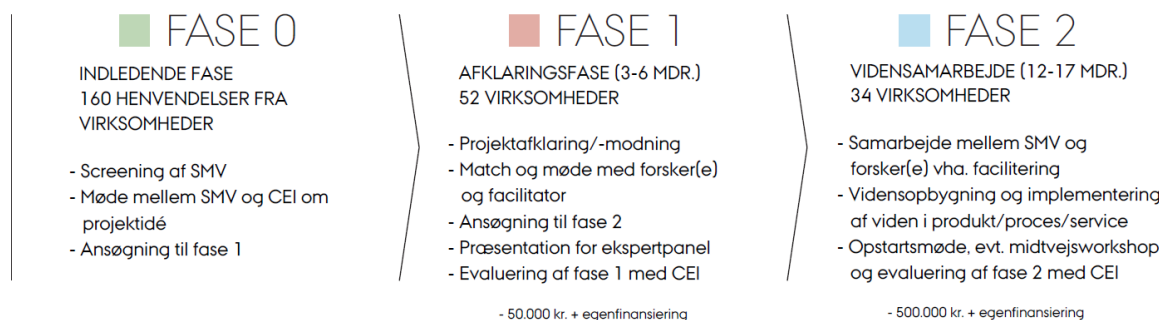 FASE 0
INDLEDENDE FASE
160 HENVENDELSER FRA
VIRKSOMHEDER
- Screening af SMV
- Møde mellem SMV og CEI om
projektidé
- Ansøgning til fase 1
FASE 1
AFKLARINGSFASE (3-6 MDR.)
52 VIRKSOMHEDER
- Projektafklaring/-modning
- Match og møde med forsker(e)
og facilitator
- Ansøgning til fase 2
- Præsentation for ekspertpanel
- Evaluering af fase 1 med CEI
- 50.000 kr. + egenfinansiering
FASE 2
VIDENSAMARBEJDE (12-17 MDR.)
34 VIRKSOMHEDER
- Samarbejde mellem SMV og
forsker(e) vha. facilitering
- Vidensopbygning og implementering
af viden i produkt/proces/service
- Opstartsmøde, evt. midtvejsworkshop
og evaluering af fase 2 med CEI
- 500.000 kr. + egenfinansiering